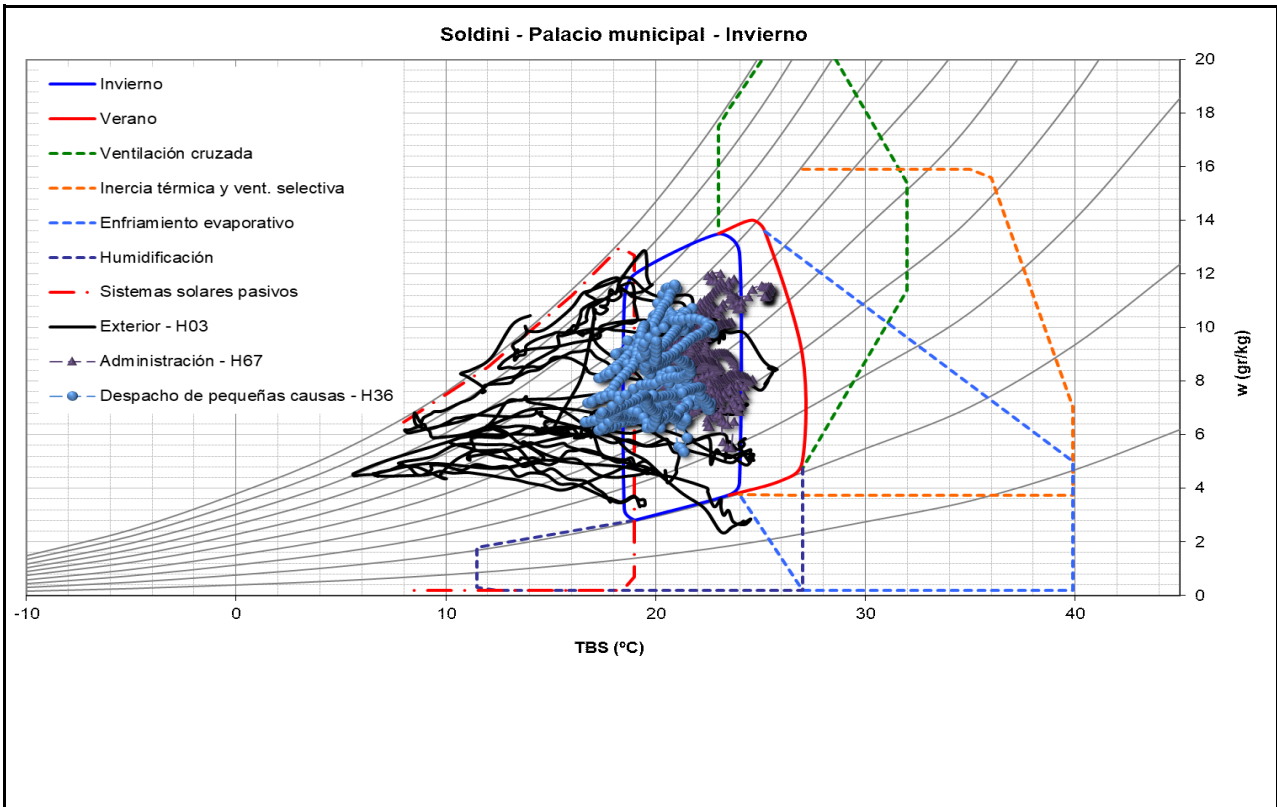 Soldini - Palacio municipal - Invierno
Invierno
Verano
Ventilación cruzada
Inercia térmica y vent. selectiva
Enfriamiento evaporativo
Humidificación
Sistemas solares pasivos
Exterior - H03
Administración - H67
Despacho de pequeñas causas - H36
20
18
16
14
12
10
8
6
4
2
0
w (gr/kg)
-10
0
10
20
30
40
TBS (ºC)